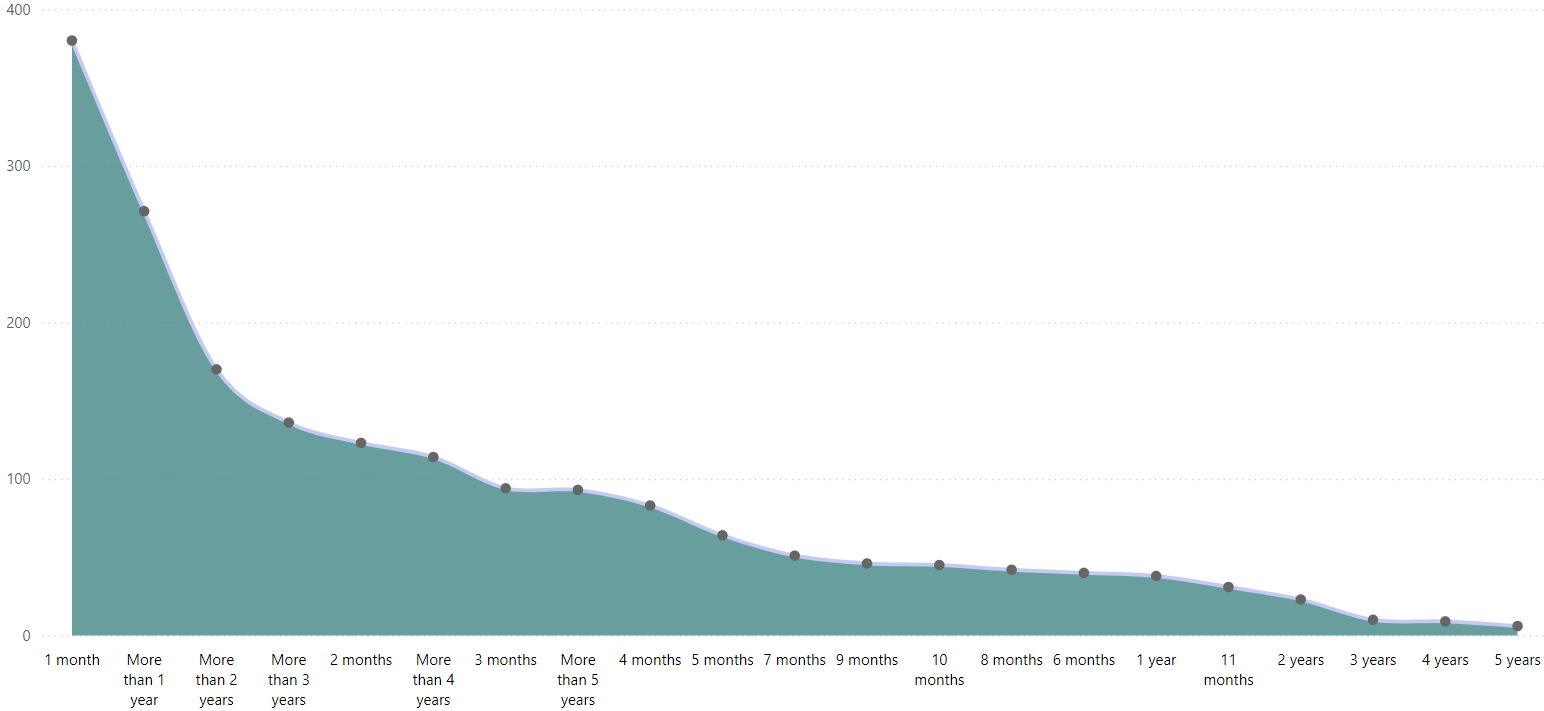 400
300
200
100
0
1 month
More
than 1
year
More
than 2
years
More
than 3
years
2 months
More
than 4
years
3 months
More
than 5
years
4 months
5 months
7 months
9 months
10
months
8 months
6 months
1 year
11
months
2 years
3 years
4 years
5 years